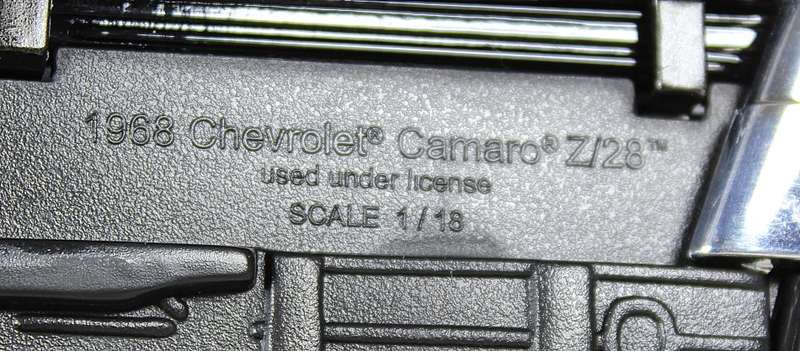 1968 Chevrolet® Camaro® Z/28™
used under license
SCALE 1/18